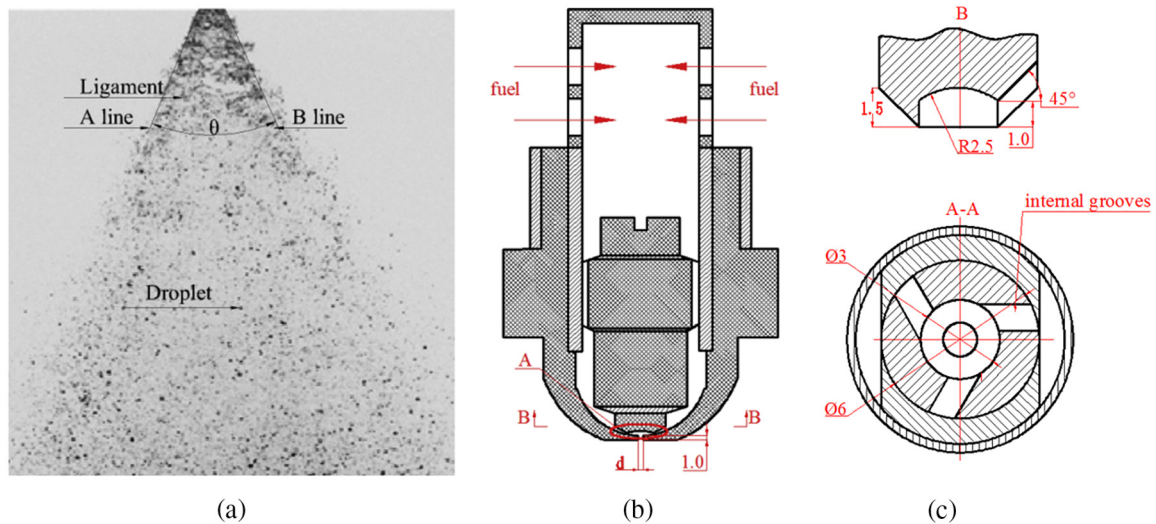 Ligament
A line
θ
B line
Droplet
(a)
fuel
fuel
A
B
B
d
1.0
(b)
B
1,5
45°
R2.5
1.0
A-A
internal grooves
Ø3
Ø6
(c)